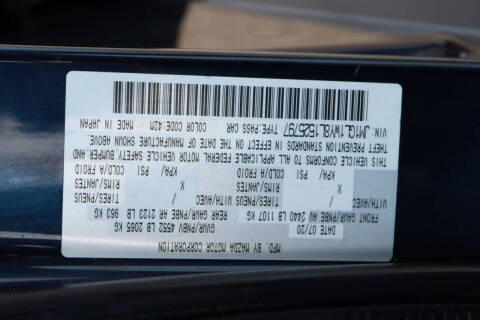 MFG. BY MAZDA MOTOR CORPORATION
DATE 07/20 GVWR/PNBV 4552 LB 2065 KG
FRONT GAWR/PNBE AV 2440 LB 1107 KG REAR GAWR/PNBE AR 2123 LB 963 KG
WITH/AVEC WITH/AVEC
TIRES/PNEUS TIRES/PNEUS
RIMS/JANTES X RIMS/JANTES X
A / COLD / A FROID KPA/ PSI A / COLD / A FROID KPA/ PSI
THIS VEHICLE CONFORMS TO ALL APPLICABLE FEDERAL MOTOR VEHICLE SAFETY, BUMPER, AND
THEFT PREVENTION STANDARDS IN EFFECT ON THE DATE OF MANUFACTURE SHOWN ABOVE.
VIN: JM1GL1WY8L1526797 TYPE:PASS CAR COLOR CODE:42M MADE IN JAPAN